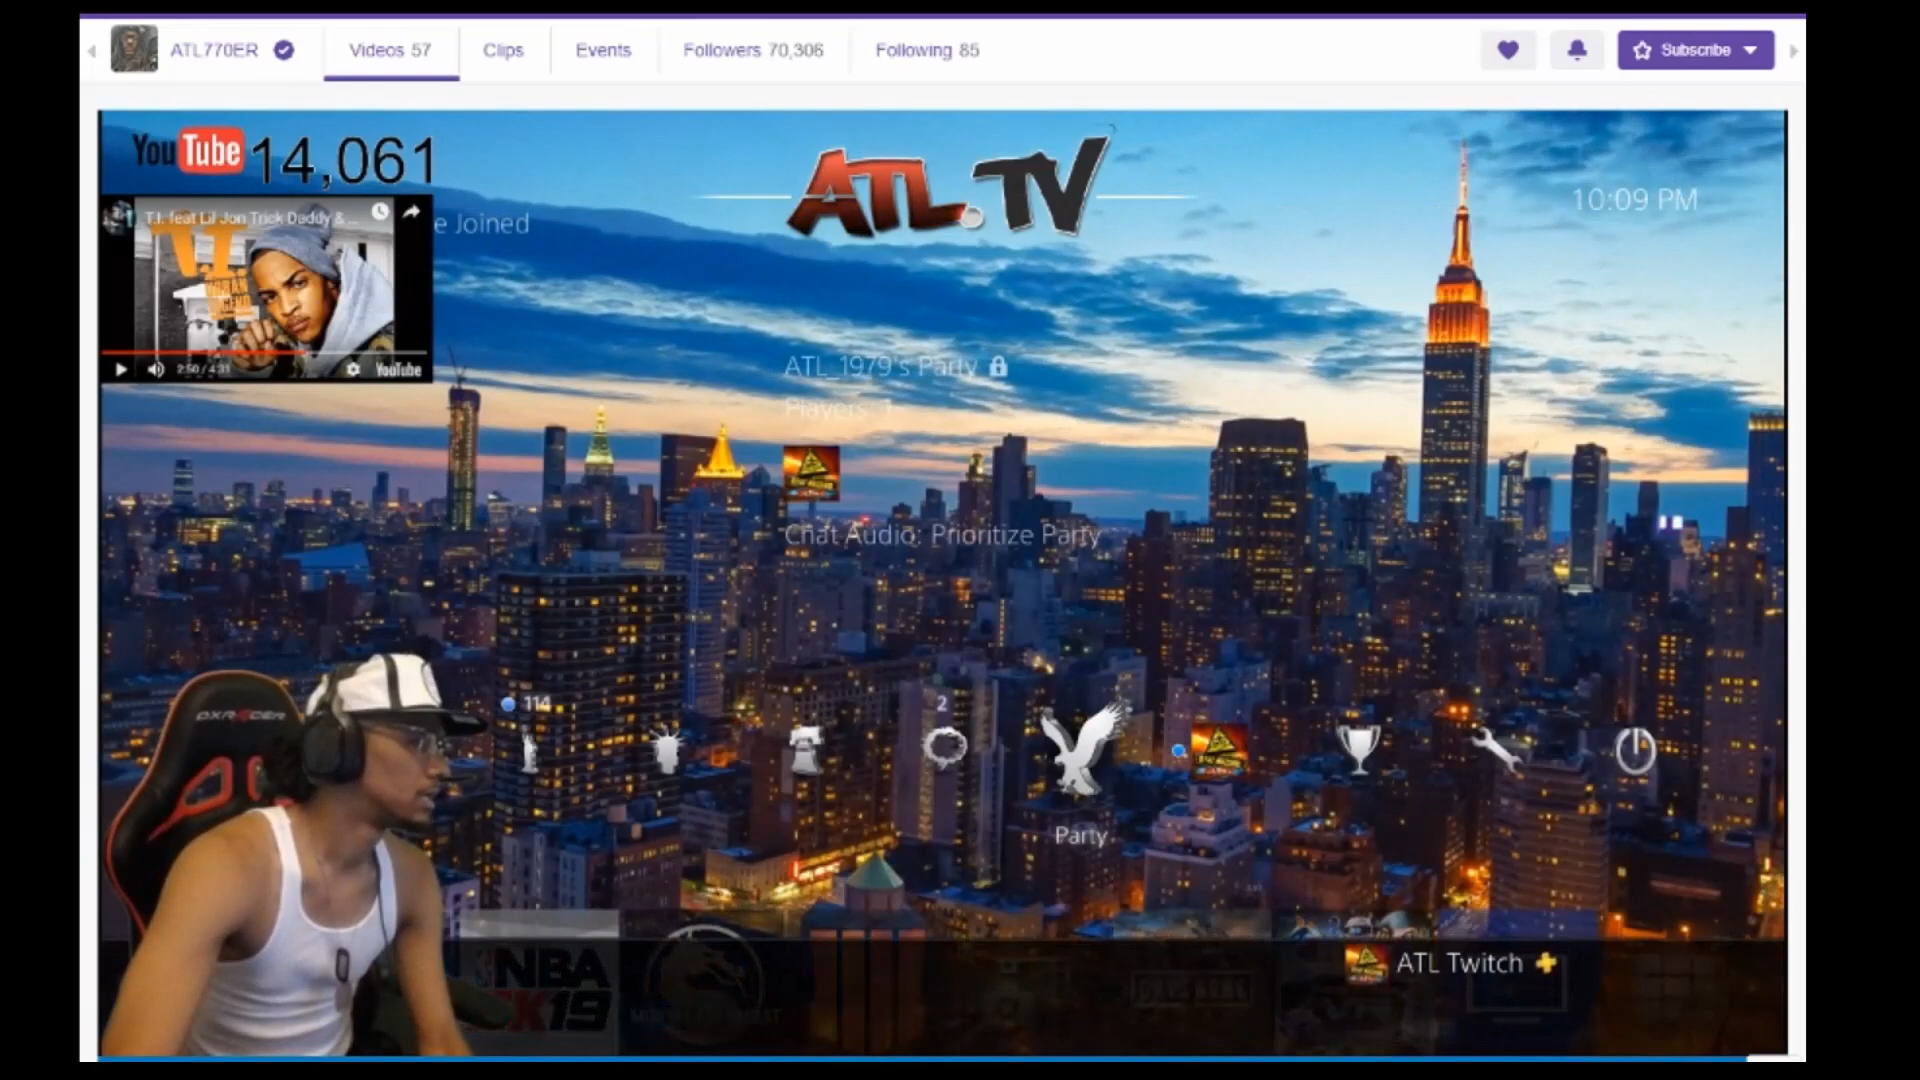 ATL770ER
Videos 57
Clips
Events
Followers 70,306
Following 85
Subscribe
YouTube 14,061
ATL.TV
10:09 PM
T.I. feat Lil Jon Trick Daddy & ...
e Joined
T.I.
URBAN
2:50 / 4:31
YouTube
ATL_1979's Party
Players: 1
Chat Audio: Prioritize Party
114
2
DXRACER
Party
ATL Twitch
NBA
2K19